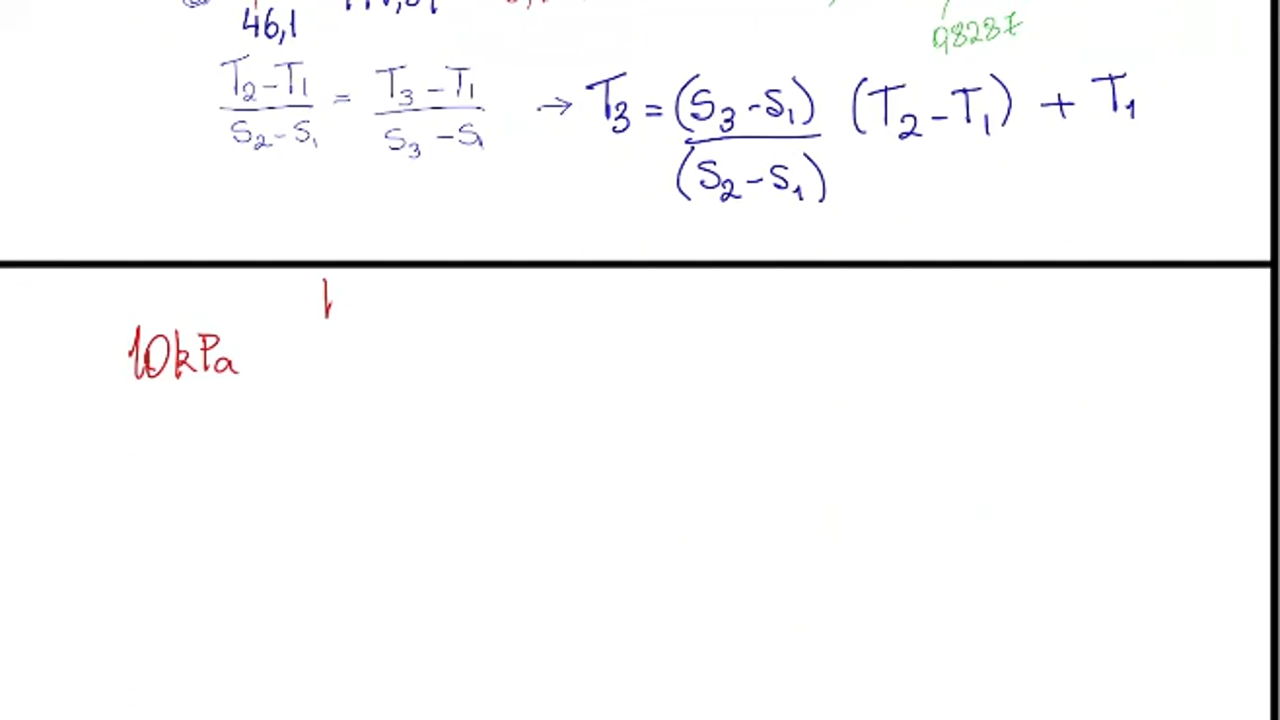 46,1
98287
T2-T1/S2-S1 = T3-T1/S3-S1 → T3 = (S3-S1)/(S2-S1) (T2-T1) + T1
10kPa